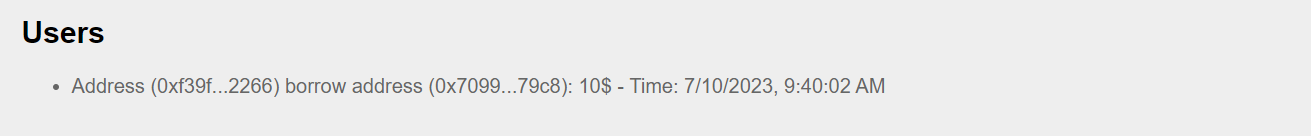 Users
• Address (0xf39f...2266) borrow address (0x7099...79c8): 10$ - Time: 7/10/2023, 9:40:02 AM